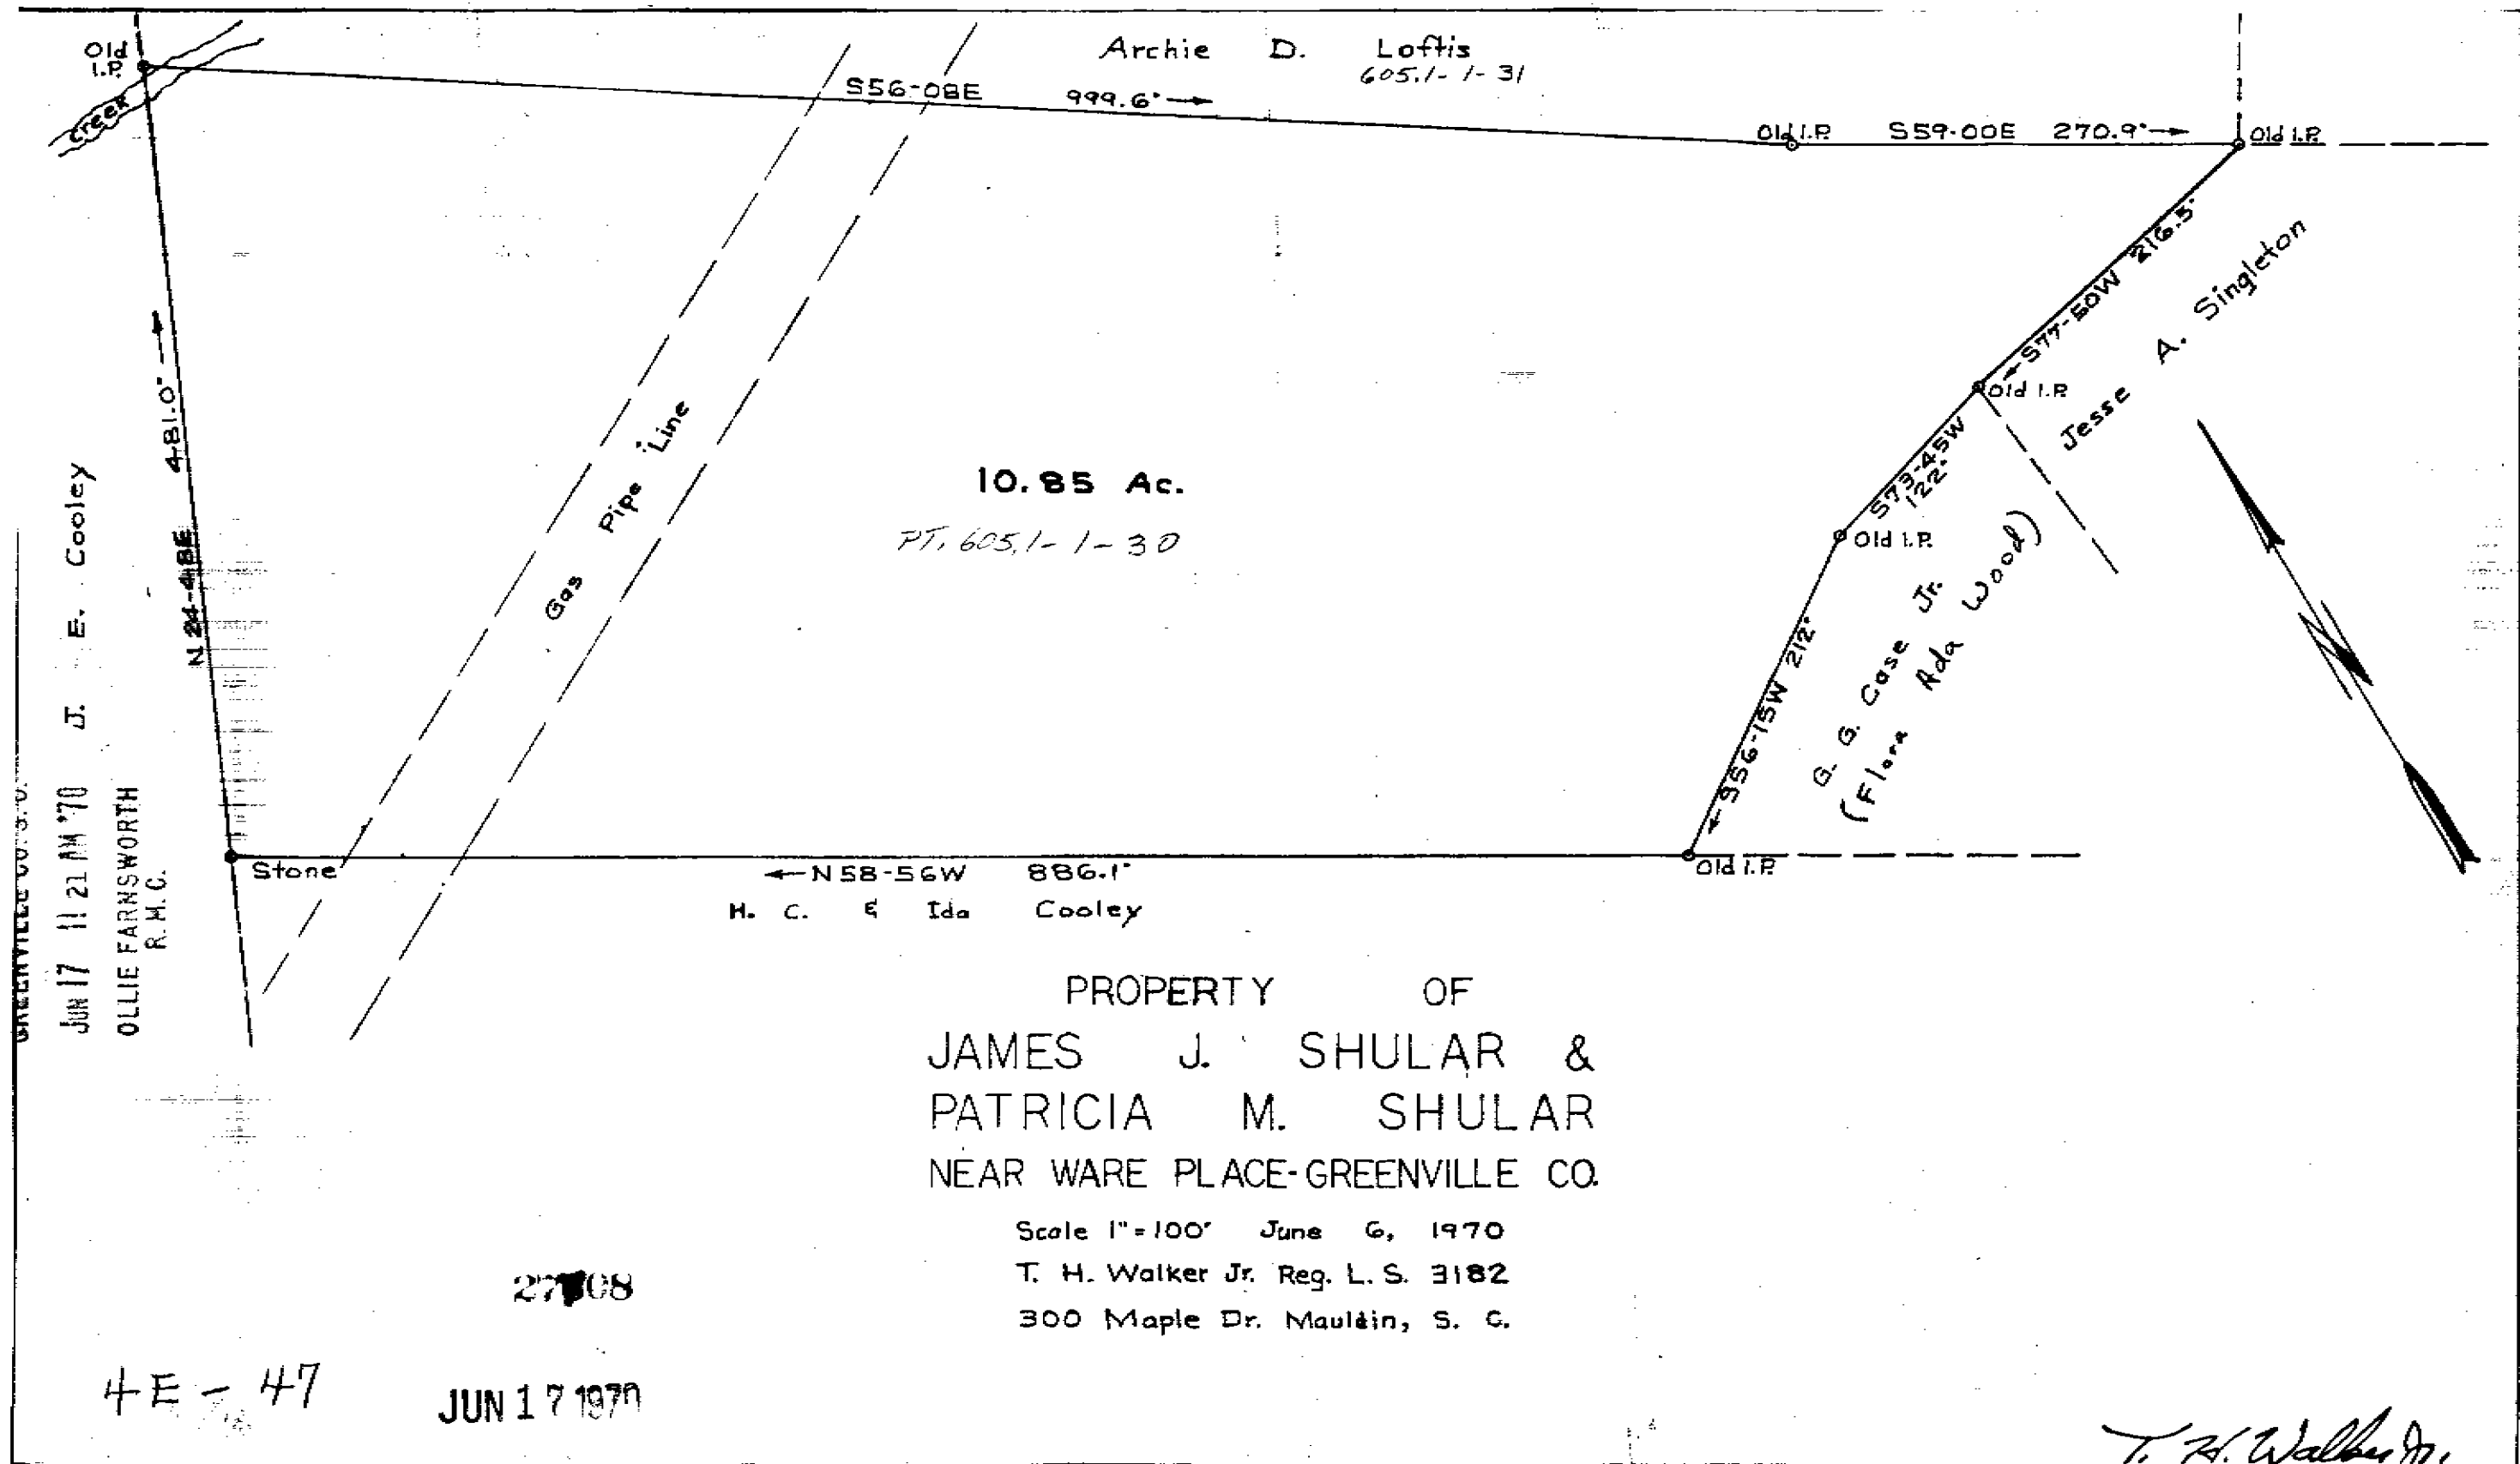 Archie D. Loftis
605.1-1-31
Old
I.P.
creek
S56-08E 999.6'
Old I.P. S59-00E 270.9' Old I.P.
S77-50W 216.5'
Jesse A. Singleton
Old I.P.
S73-45W
122'
Old I.P.
G. G. Case Jr.
(Flora Ada Wood)
S56-15W 212'
Old I.P.
N 24-41BE 481.0'
J. E. Cooley
Gas Pipe Line
10.85 Ac.
PT. 605.1-1-30
Stone
N58-56W 886.1'
H. C. & Ida Cooley
N
GREENVILLE CO. S. C.
JUN 17 11 21 AM '70
OLLIE FARNSWORTH
R. M. C.
PROPERTY OF
JAMES J. SHULAR &
PATRICIA M. SHULAR
NEAR WARE PLACE-GREENVILLE CO.
Scale 1"=100' June 6, 1970
T. H. Walker Jr. Reg. L. S. 3182
300 Maple Dr. Mauldin, S. C.
4E - 47
JUN 17 1970
T. H. Walker Jr.